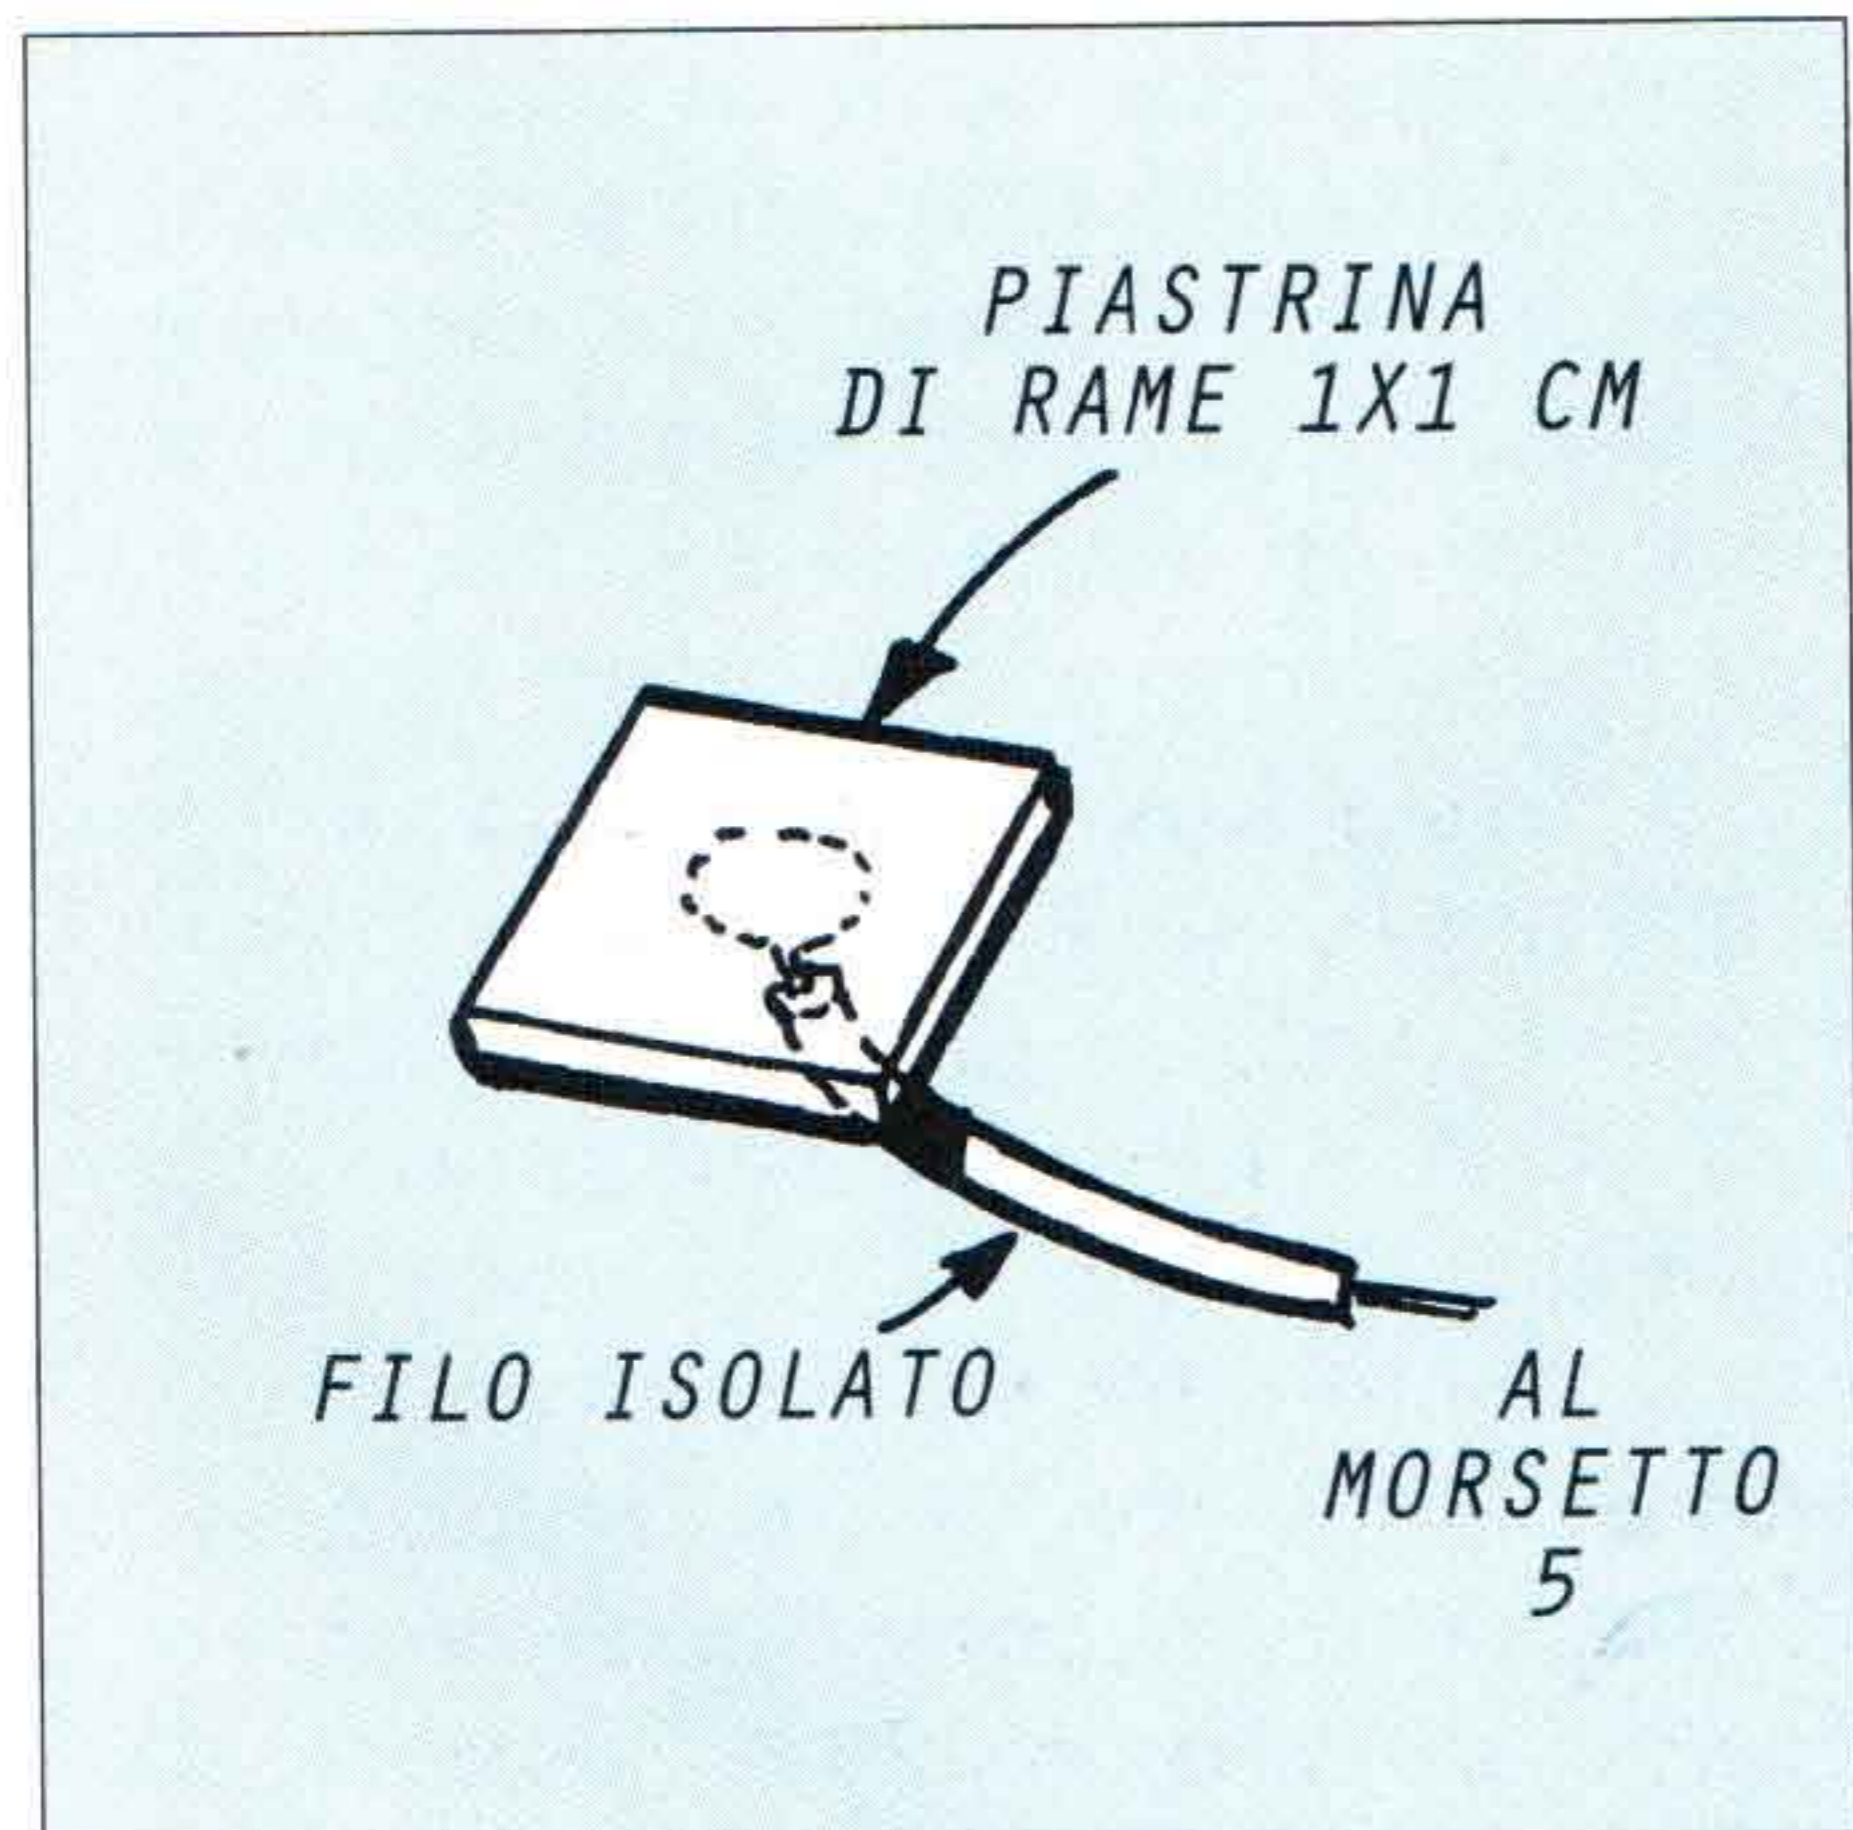 PIASTRINA
DI RAME 1X1 CM
FILO ISOLATO
AL
MORSETTO
5